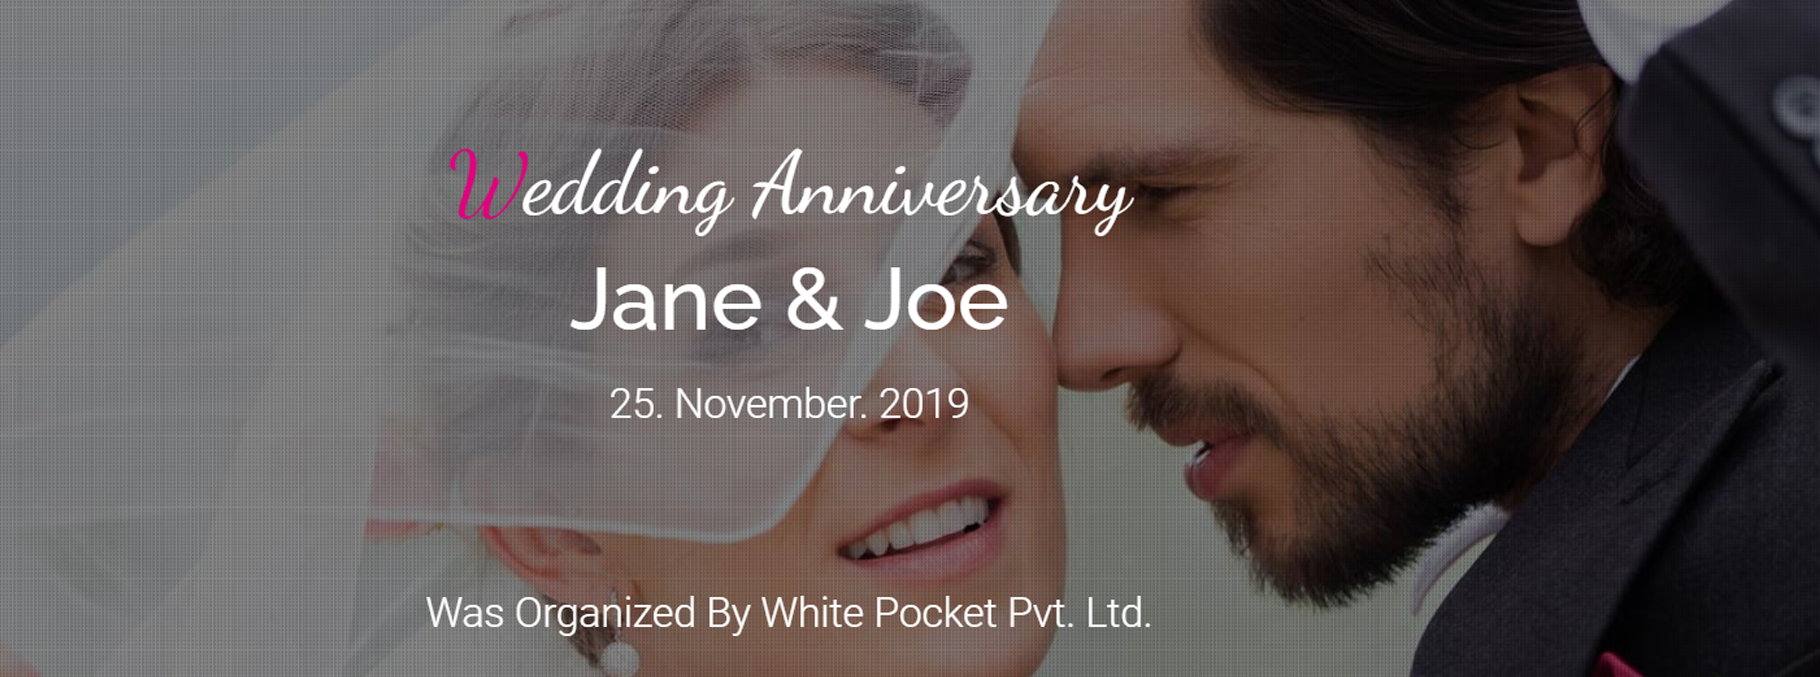 Wedding Anniversary
Jane & Joe
25. November. 2019
Was Organized By White Pocket Pvt. Ltd.